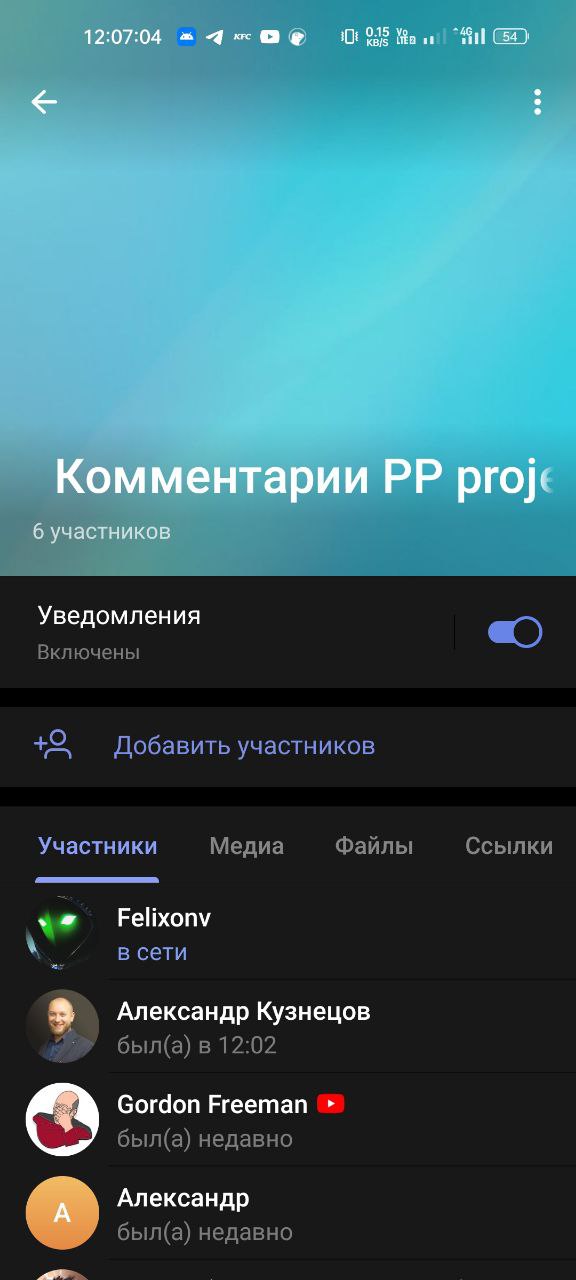 12:07:04 KFC 0.15 KB/S Vo LTE2 4G 54
Комментарии PP proje
6 участников
Уведомления
Включены
Добавить участников
Участники Медиа Файлы Ссылки
Felixonv
в сети
Александр Кузнецов
был(а) в 12:02
Gordon Freeman
был(а) недавно
А
Александр
был(а) недавно